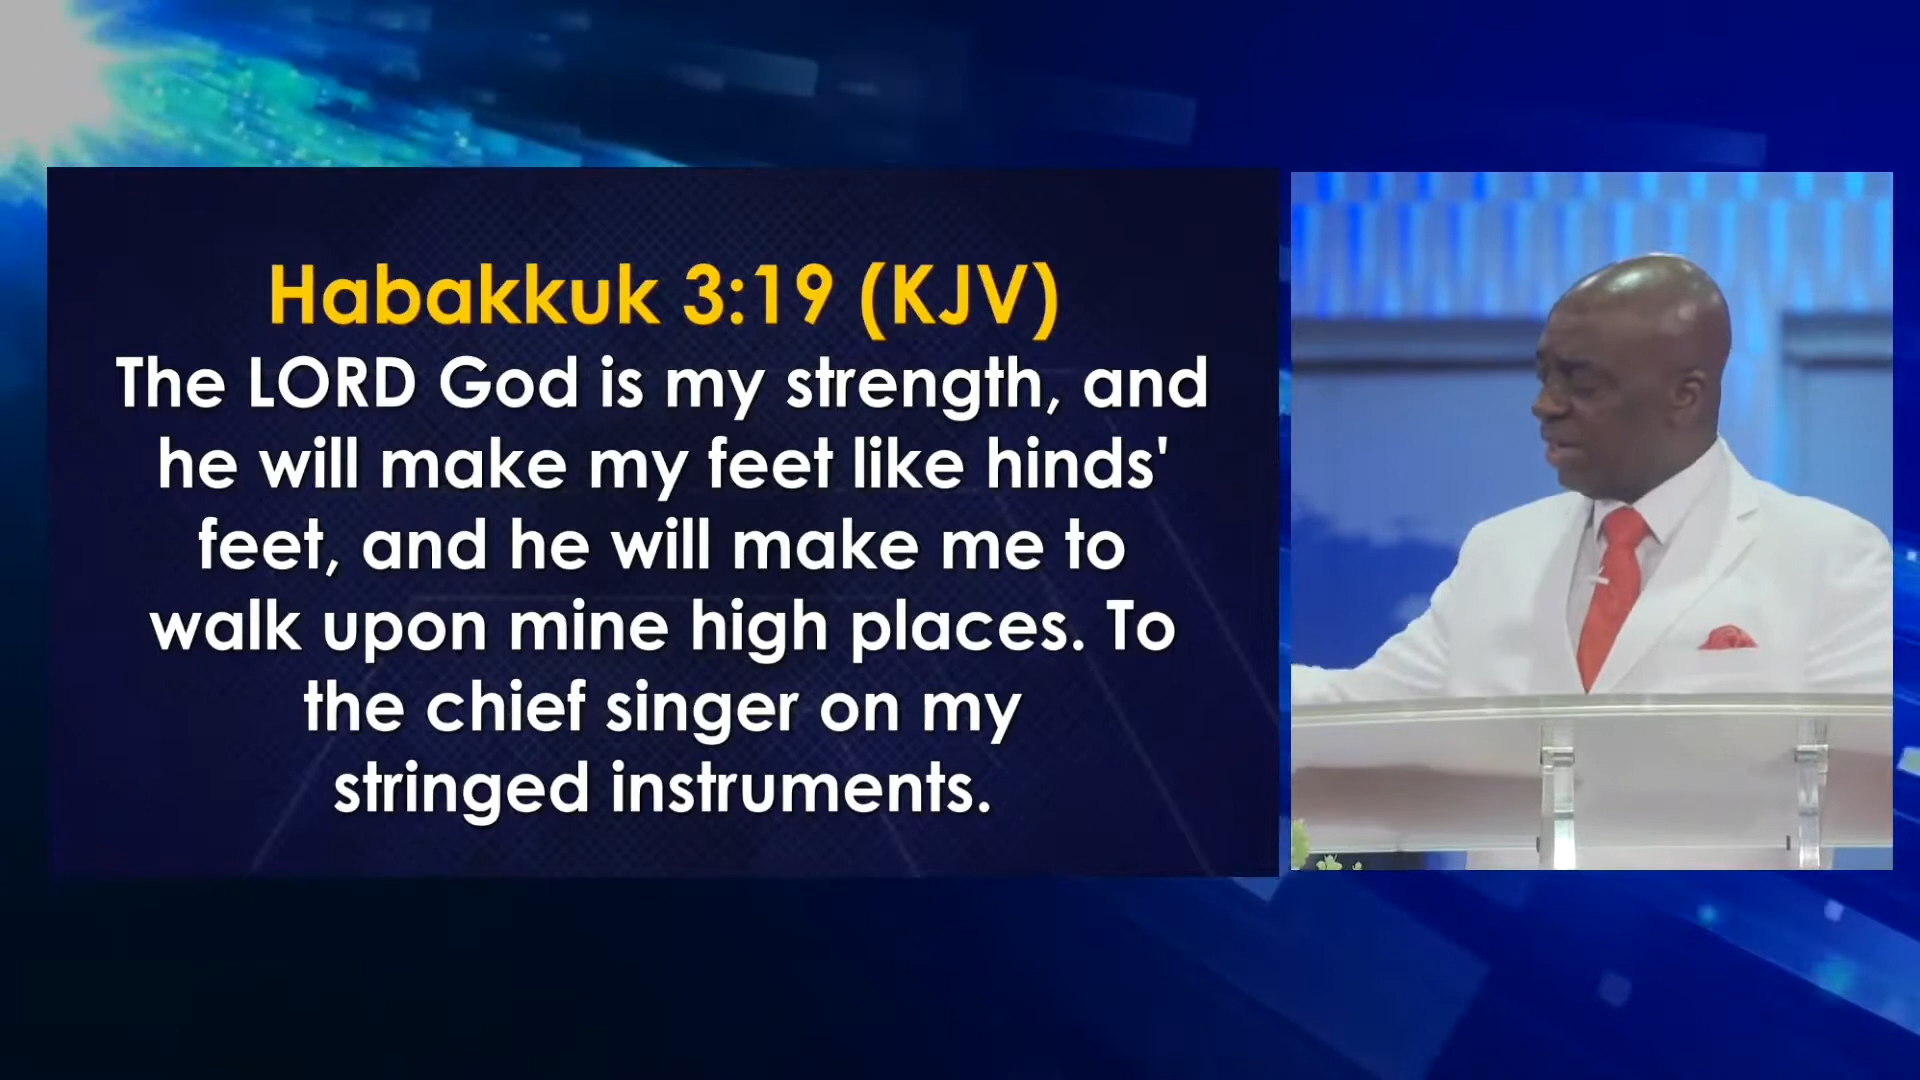 Habakkuk 3:19 (KJV)
The LORD God is my strength, and
he will make my feet like hinds'
feet, and he will make me to
walk upon mine high places. To
the chief singer on my
stringed instruments.